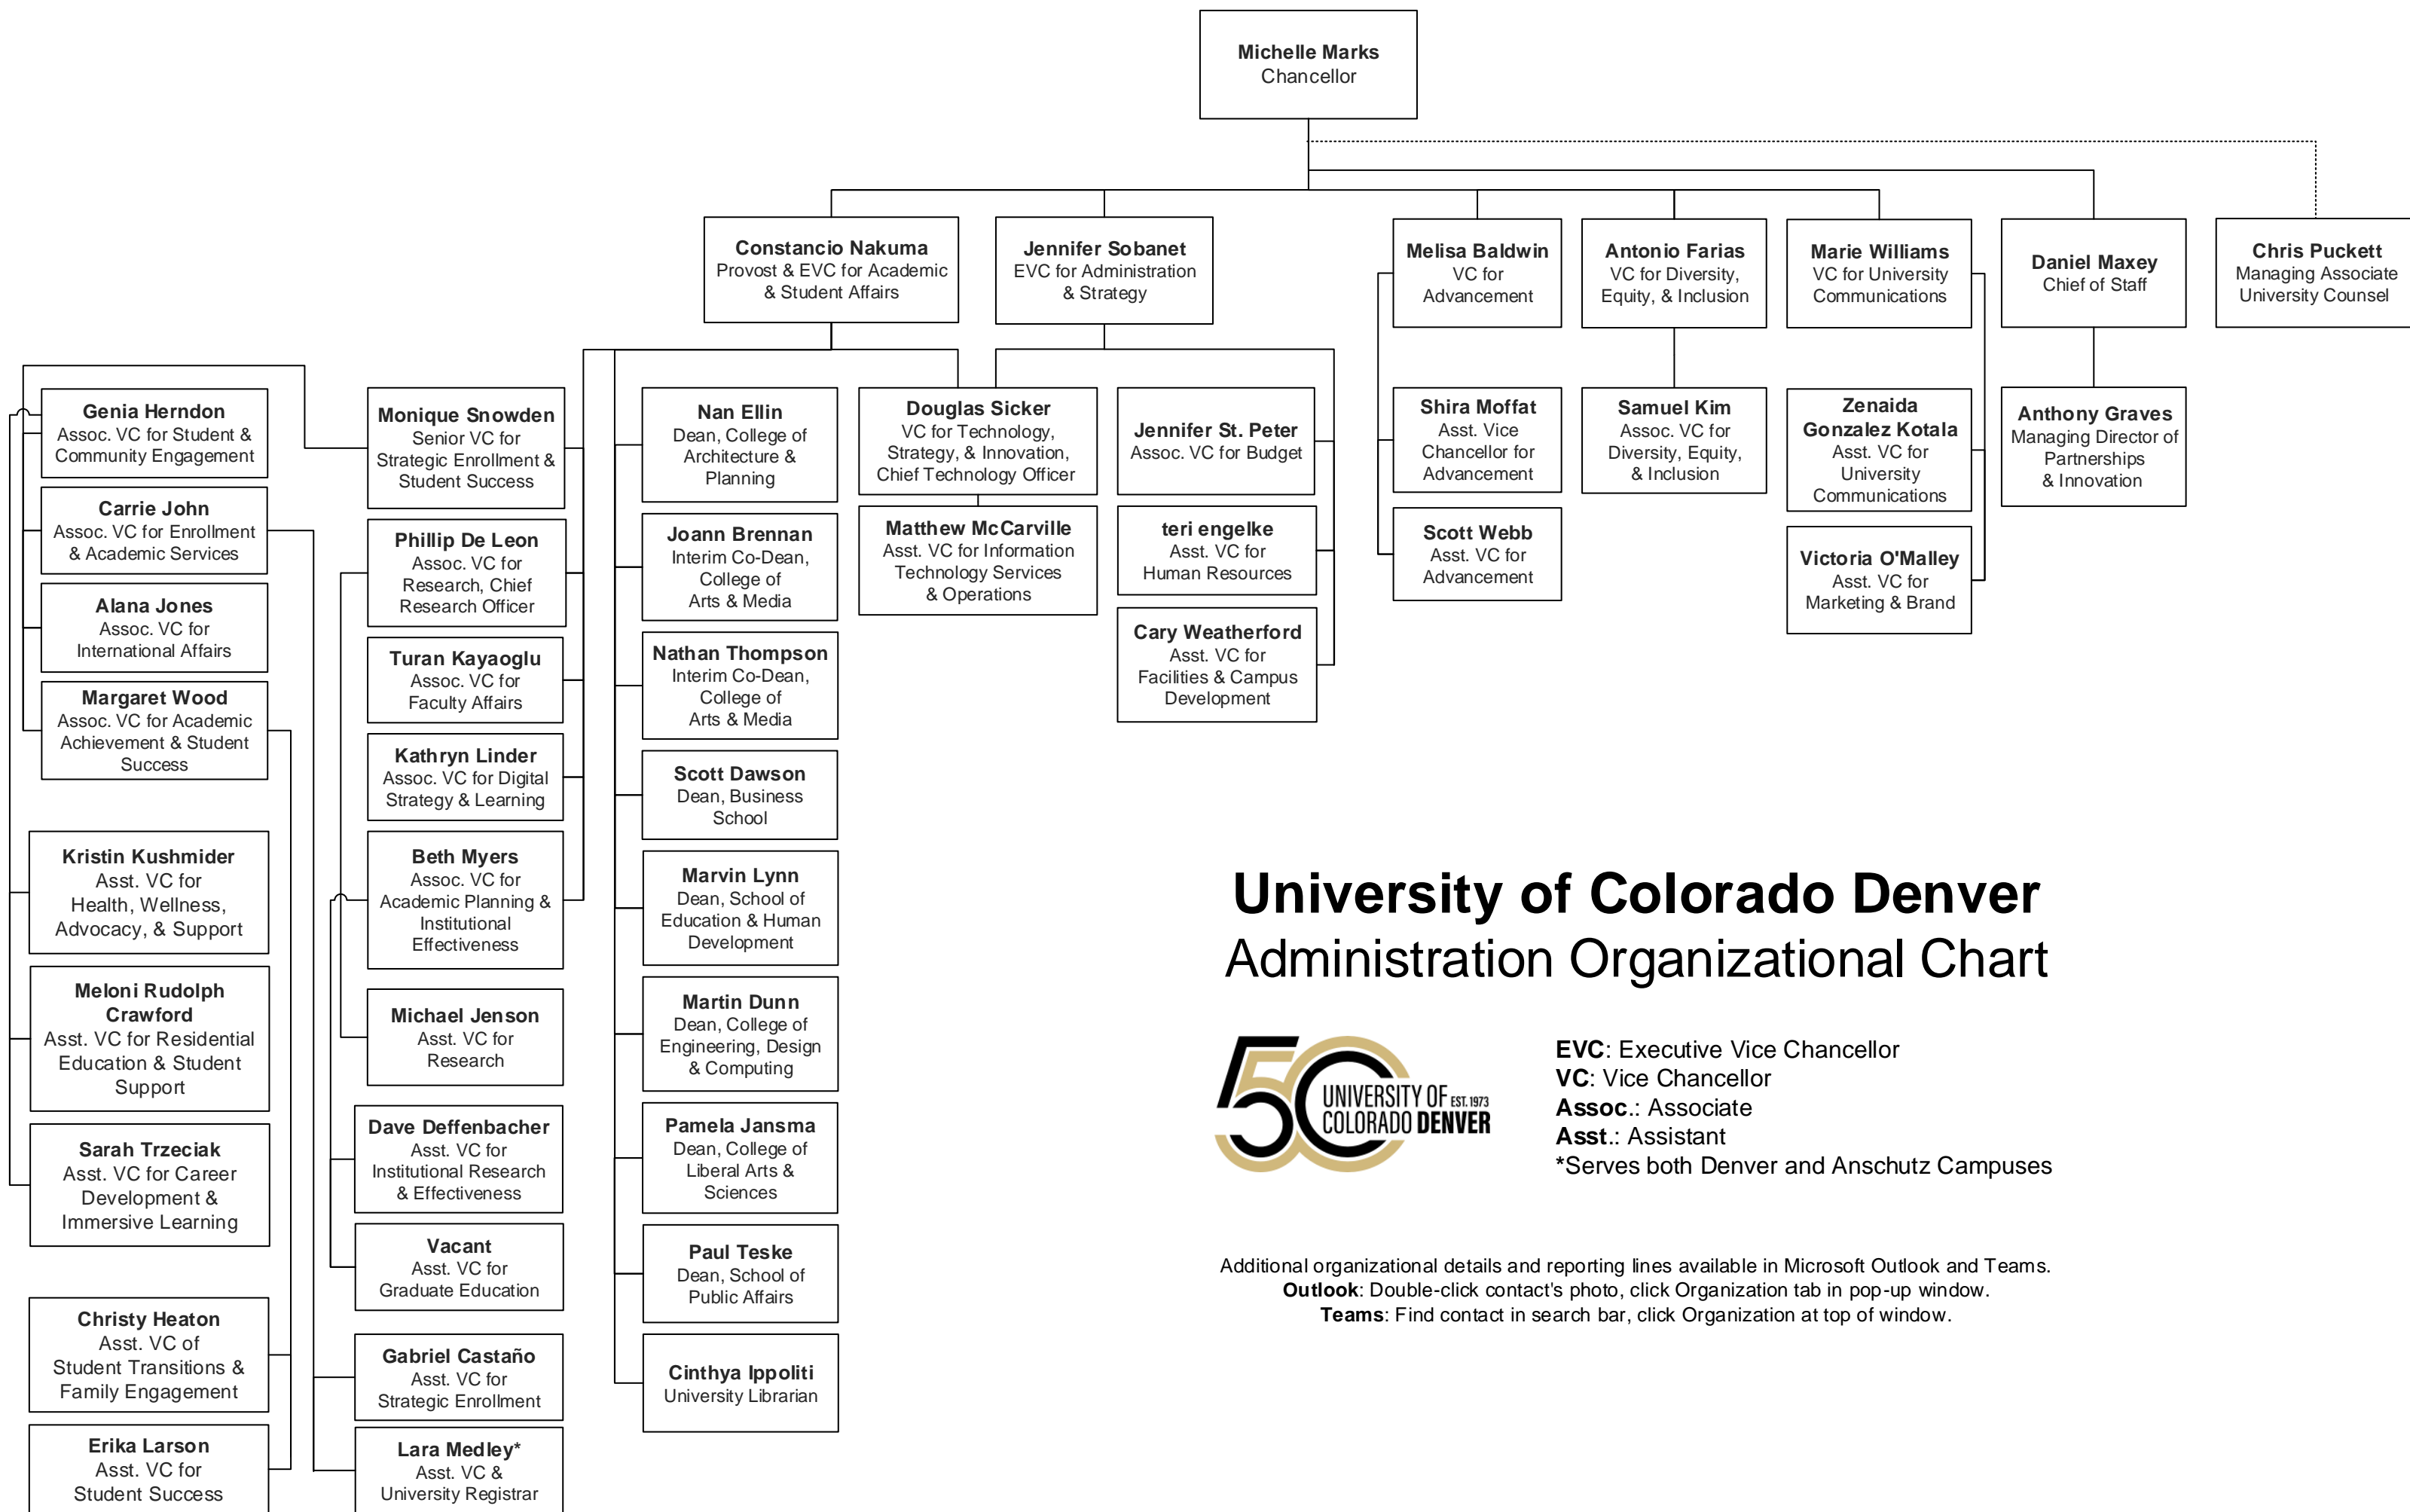 Michelle Marks
Chancellor
Constancio Nakuma
Provost & EVC for Academic
& Student Affairs
Jennifer Sobanet
EVC for Administration
& Strategy
Melisa Baldwin
VC for
Advancement
Antonio Farias
VC for Diversity,
Equity, & Inclusion
Marie Williams
VC for University
Communications
Daniel Maxey
Chief of Staff
Chris Puckett
Managing Associate
University Counsel
Genia Herndon
Assoc. VC for Student &
Community Engagement
Carrie John
Assoc. VC for Enrollment
& Academic Services
Alana Jones
Assoc. VC for
International Affairs
Margaret Wood
Assoc. VC for Academic
Achievement & Student
Success
Kristin Kushmider
Asst. VC for
Health, Wellness,
Advocacy, & Support
Meloni Rudolph
Crawford
Asst. VC for Residential
Education & Student
Support
Sarah Trzeciak
Asst. VC for Career
Development &
Immersive Learning
Christy Heaton
Asst. VC of
Student Transitions &
Family Engagement
Erika Larson
Asst. VC for
Student Success
Monique Snowden
Senior VC for
Strategic Enrollment &
Student Success
Phillip De Leon
Assoc. VC for
Research, Chief
Research Officer
Turan Kayaoglu
Assoc. VC for
Faculty Affairs
Kathryn Linder
Assoc. VC for Digital
Strategy & Learning
Beth Myers
Assoc. VC for
Academic Planning &
Institutional
Effectiveness
Michael Jenson
Asst. VC for
Research
Dave Deffenbacher
Asst. VC for
Institutional Research
& Effectiveness
Vacant
Asst. VC for
Graduate Education
Gabriel Castaño
Asst. VC for
Strategic Enrollment
Lara Medley*
Asst. VC &
University Registrar
Nan Ellin
Dean, College of
Architecture &
Planning
Joann Brennan
Interim Co-Dean,
College of
Arts & Media
Nathan Thompson
Interim Co-Dean,
College of
Arts & Media
Scott Dawson
Dean, Business
School
Marvin Lynn
Dean, School of
Education & Human
Development
Martin Dunn
Dean, College of
Engineering, Design
& Computing
Pamela Jansma
Dean, College of
Liberal Arts &
Sciences
Paul Teske
Dean, School of
Public Affairs
Cinthya Ippoliti
University Librarian
Douglas Sicker
VC for Technology,
Strategy, & Innovation,
Chief Technology Officer
Matthew McCarville
Asst. VC for Information
Technology Services
& Operations
Jennifer St. Peter
Assoc. VC for Budget
teri engelke
Asst. VC for
Human Resources
Cary Weatherford
Asst. VC for
Facilities & Campus
Development
Shira Moffat
Asst. Vice
Chancellor for
Advancement
Scott Webb
Asst. VC for
Advancement
Samuel Kim
Assoc. VC for
Diversity, Equity,
& Inclusion
Zenaida
Gonzalez Kotala
Asst. VC for
University
Communications
Victoria O'Malley
Asst. VC for
Marketing & Brand
Anthony Graves
Managing Director of
Partnerships
& Innovation
University of Colorado Denver
Administration Organizational Chart
50
UNIVERSITY OF EST. 1973
COLORADO DENVER
EVC: Executive Vice Chancellor
VC: Vice Chancellor
Assoc.: Associate
Asst.: Assistant
*Serves both Denver and Anschutz Campuses
Additional organizational details and reporting lines available in Microsoft Outlook and Teams.
Outlook: Double-click contact's photo, click Organization tab in pop-up window.
Teams: Find contact in search bar, click Organization at top of window.